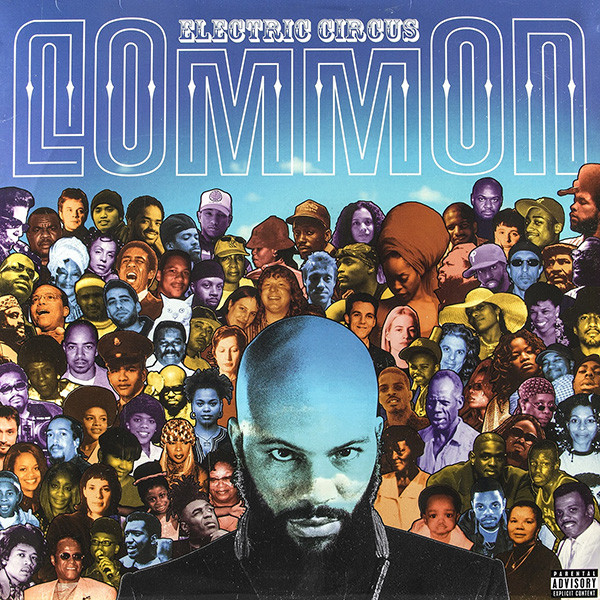 ELECTRIC CIRCUS
COMMON
PARENTAL
ADVISORY
EXPLICIT CONTENT